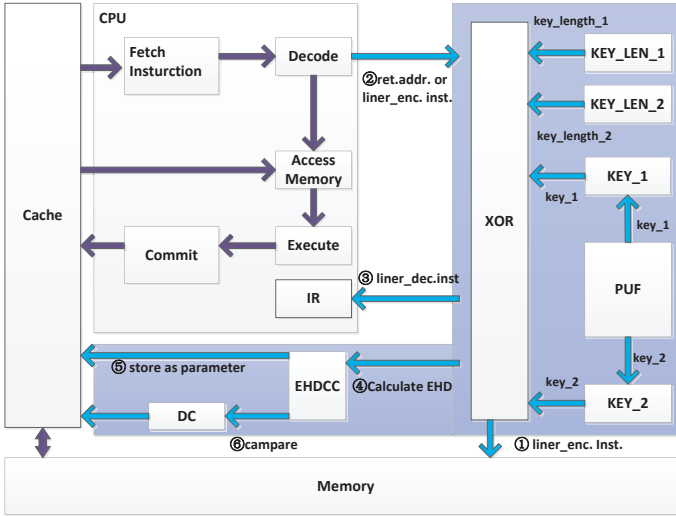 CPU
key_length_1
Fetch
Insturction
Decode
KEY_LEN_1
②ret.addr. or
liner_enc. inst.
KEY_LEN_2
key_length_2
Access
Memory
KEY_1
key_1
key_1
Cache
XOR
Commit
Execute
③ liner_dec.inst
IR
PUF
⑤ store as parameter
EHDCC
④Calculate EHD
key_2
key_2
DC
KEY_2
⑥campare
① liner_enc. Inst.
Memory